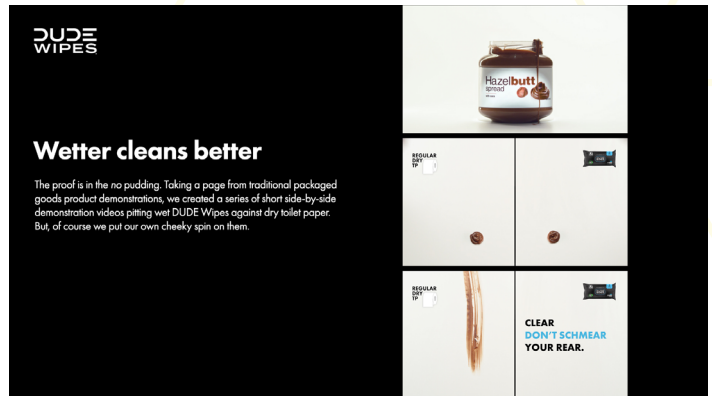 DUDE
WIPES
Wetter cleans better
The proof is in the no pudding. Taking a page from traditional packaged
goods product demonstrations, we created a series of short side-by-side
demonstration videos pitting wet DUDE Wipes against dry toilet paper.
But, of course we put our own cheeky spin on them.
Hazelbutt
spread
REGULAR
DRY
TP
REGULAR
DRY
TP
CLEAR
DON'T SCHMEAR
YOUR REAR.